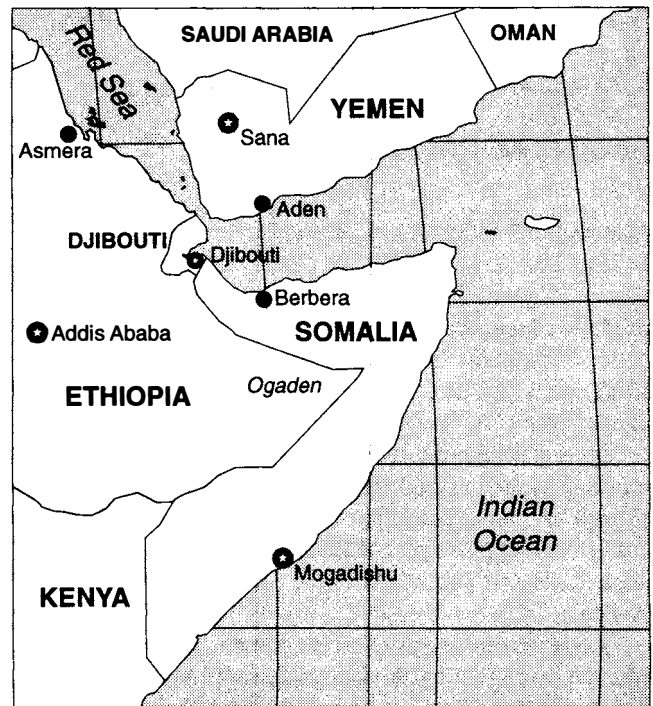 SAUDI ARABIA
OMAN
Red Sea
YEMEN
Sana
Asmera
Aden
DJIBOUTI
Djibouti
Berbera
SOMALIA
Addis Ababa
Ogaden
ETHIOPIA
Indian
Ocean
Mogadishu
KENYA